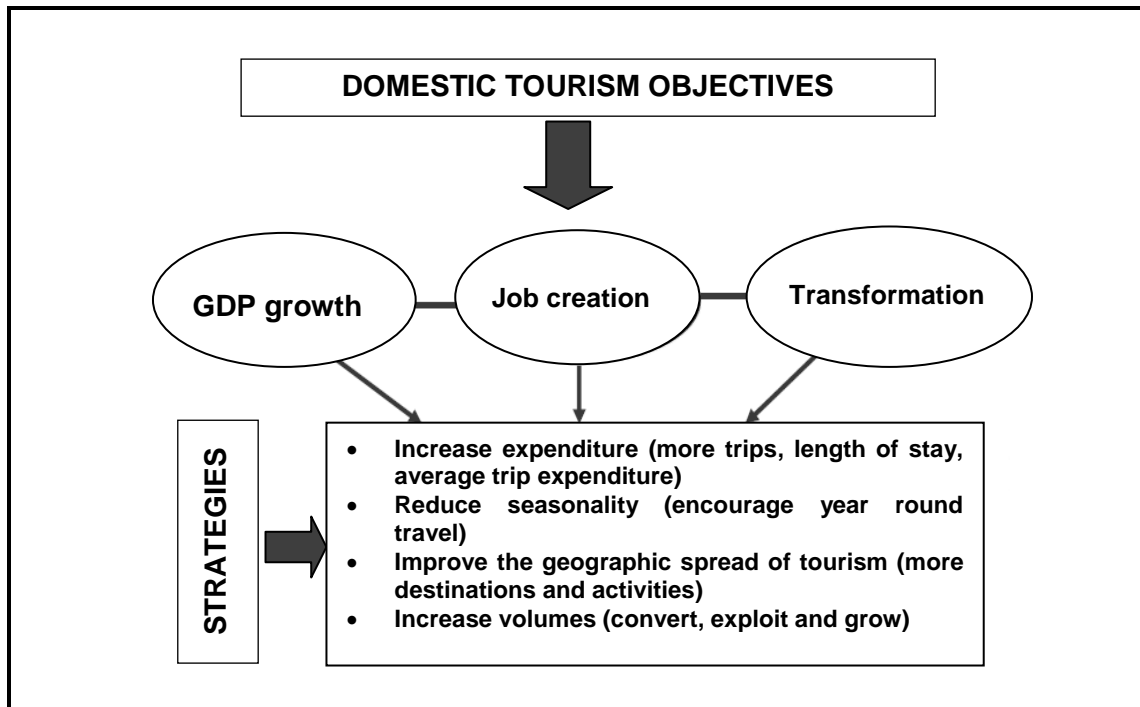 DOMESTIC TOURISM OBJECTIVES
GDP growth
Job creation
Transformation
STRATEGIES
• Increase expenditure (more trips, length of stay,
average trip expenditure)
• Reduce seasonality (encourage year round
travel)
• Improve the geographic spread of tourism (more
destinations and activities)
• Increase volumes (convert, exploit and grow)